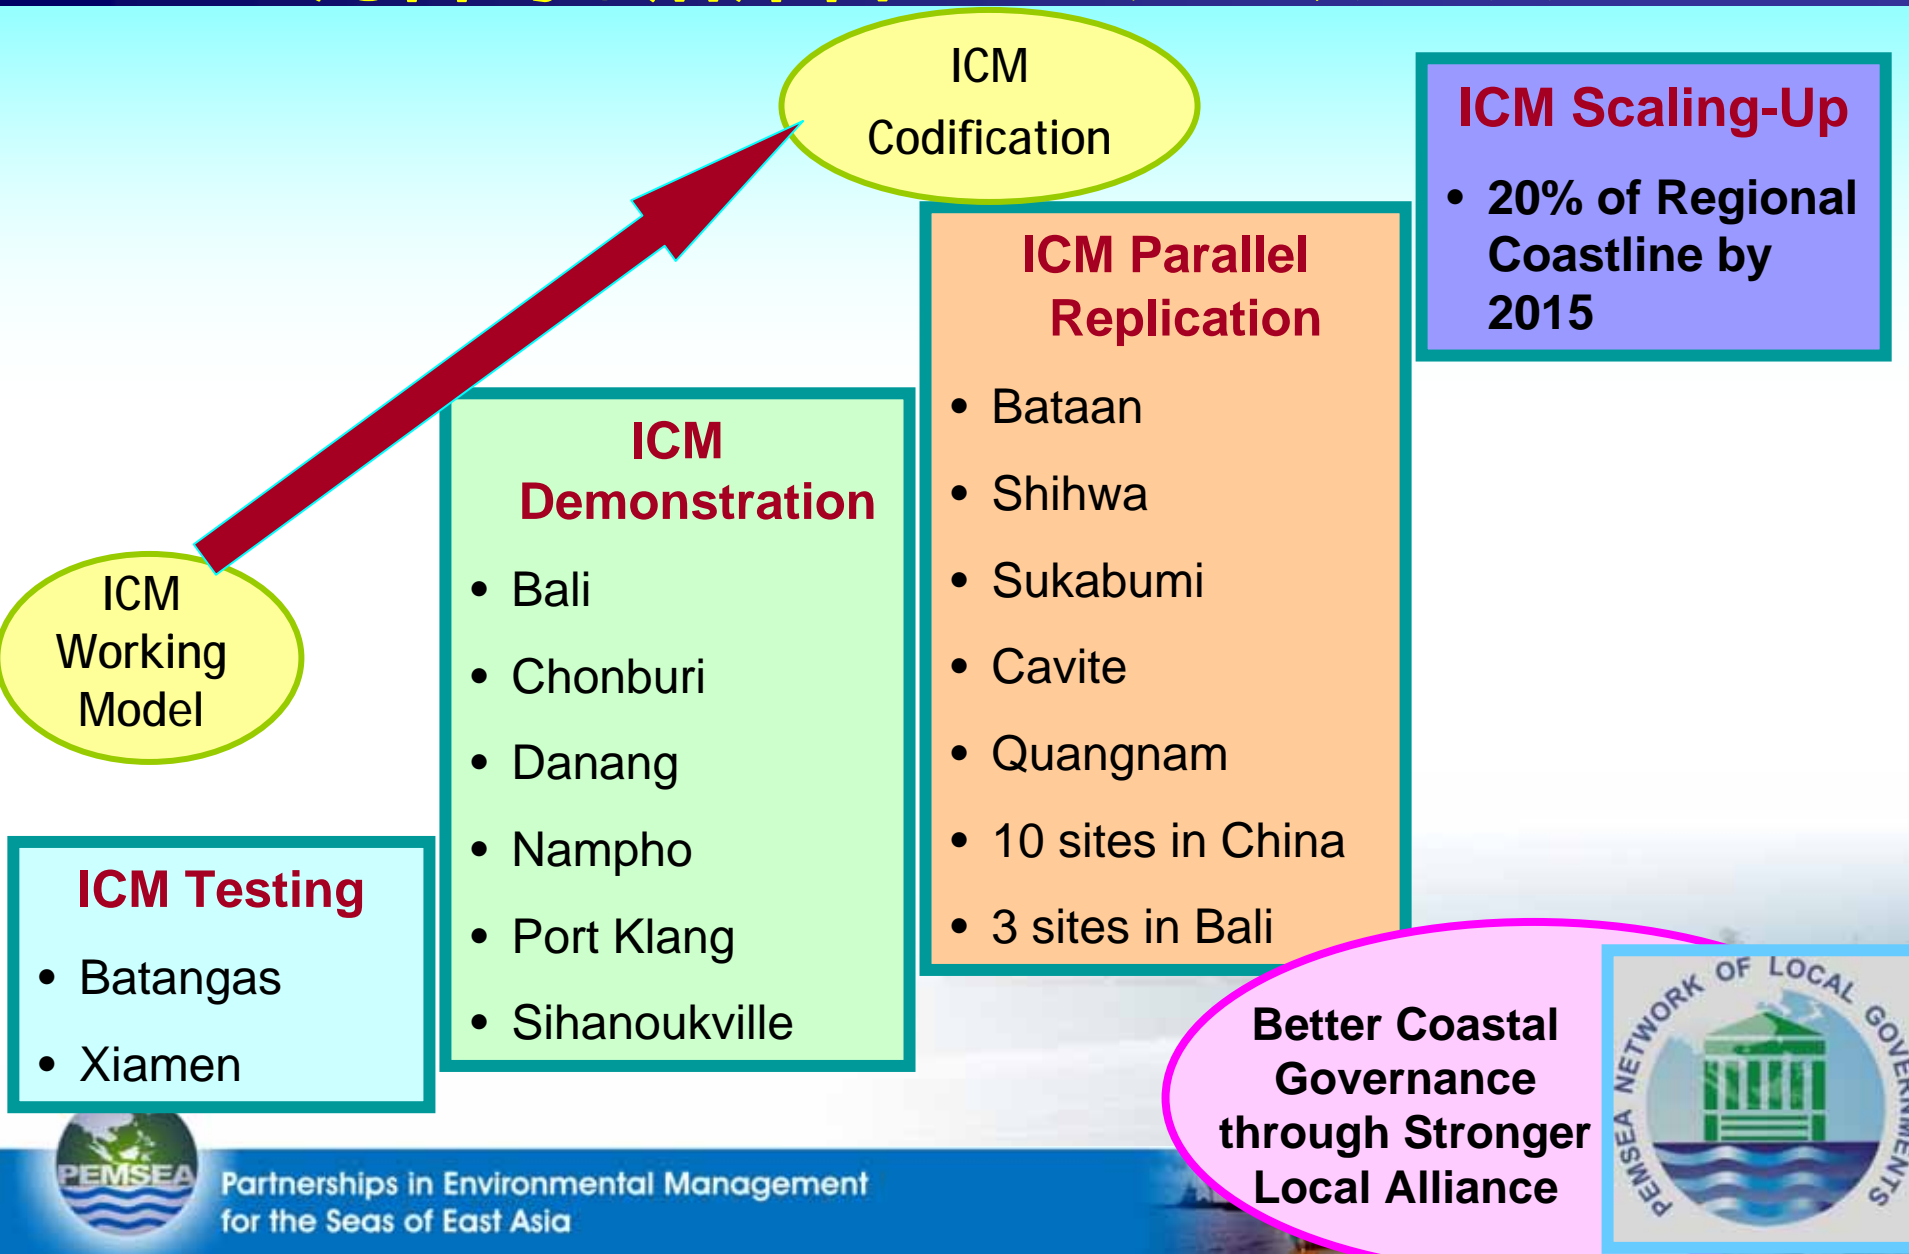 ICM
Codification
ICM Scaling-Up
• 20% of Regional
Coastline by
2015
ICM Parallel
Replication
• Bataan
• Shihwa
• Sukabumi
• Cavite
• Quangnam
• 10 sites in China
• 3 sites in Bali
ICM
Demonstration
• Bali
• Chonburi
• Danang
• Nampho
• Port Klang
• Sihanoukville
ICM
Working
Model
ICM Testing
• Batangas
• Xiamen
Better Coastal
Governance
through Stronger
Local Alliance
PEMSEA NETWORK OF LOCAL GOVERNMENTS
PEMSEA
Partnerships in Environmental Management
for the Seas of East Asia